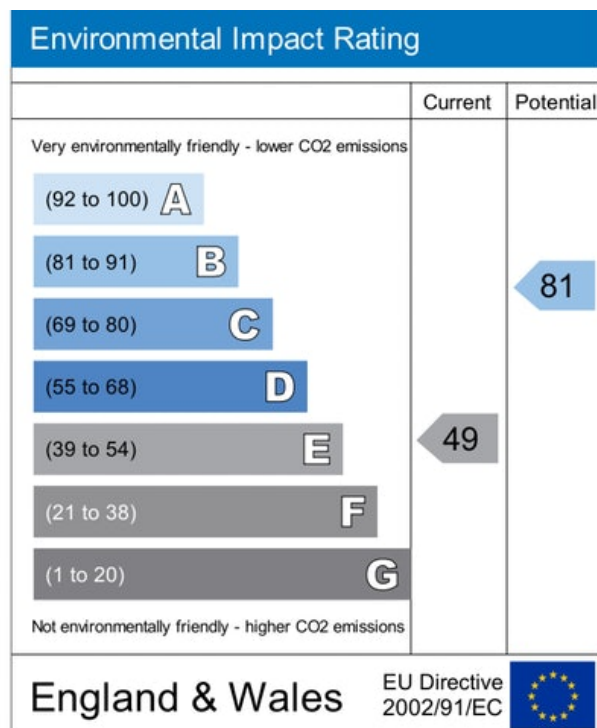 Environmental Impact Rating
Current Potential
Very environmentally friendly - lower CO2 emissions
(92 to 100) A
(81 to 91) B
81
(69 to 80) C
(55 to 68) D
(39 to 54) E
49
(21 to 38) F
(1 to 20) G
Not environmentally friendly - higher CO2 emissions
England & Wales
EU Directive
2002/91/EC